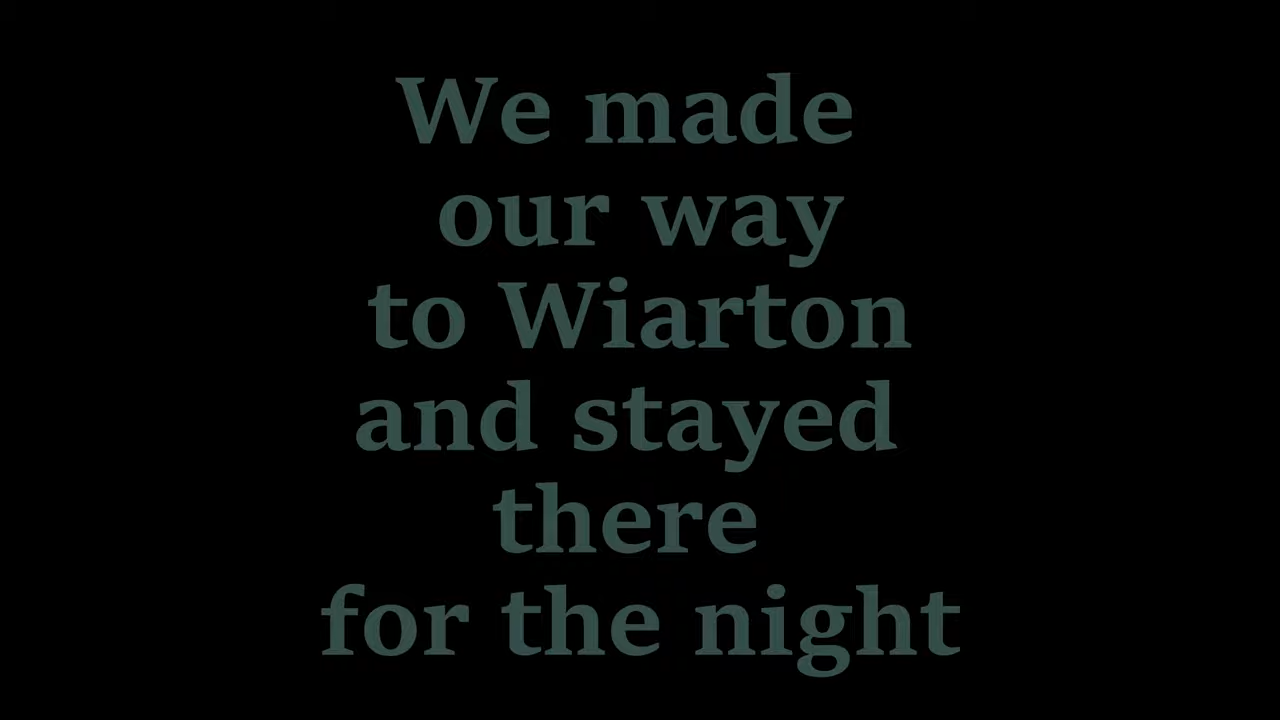 We made
our way
to Wiarton
and stayed
there
for the night